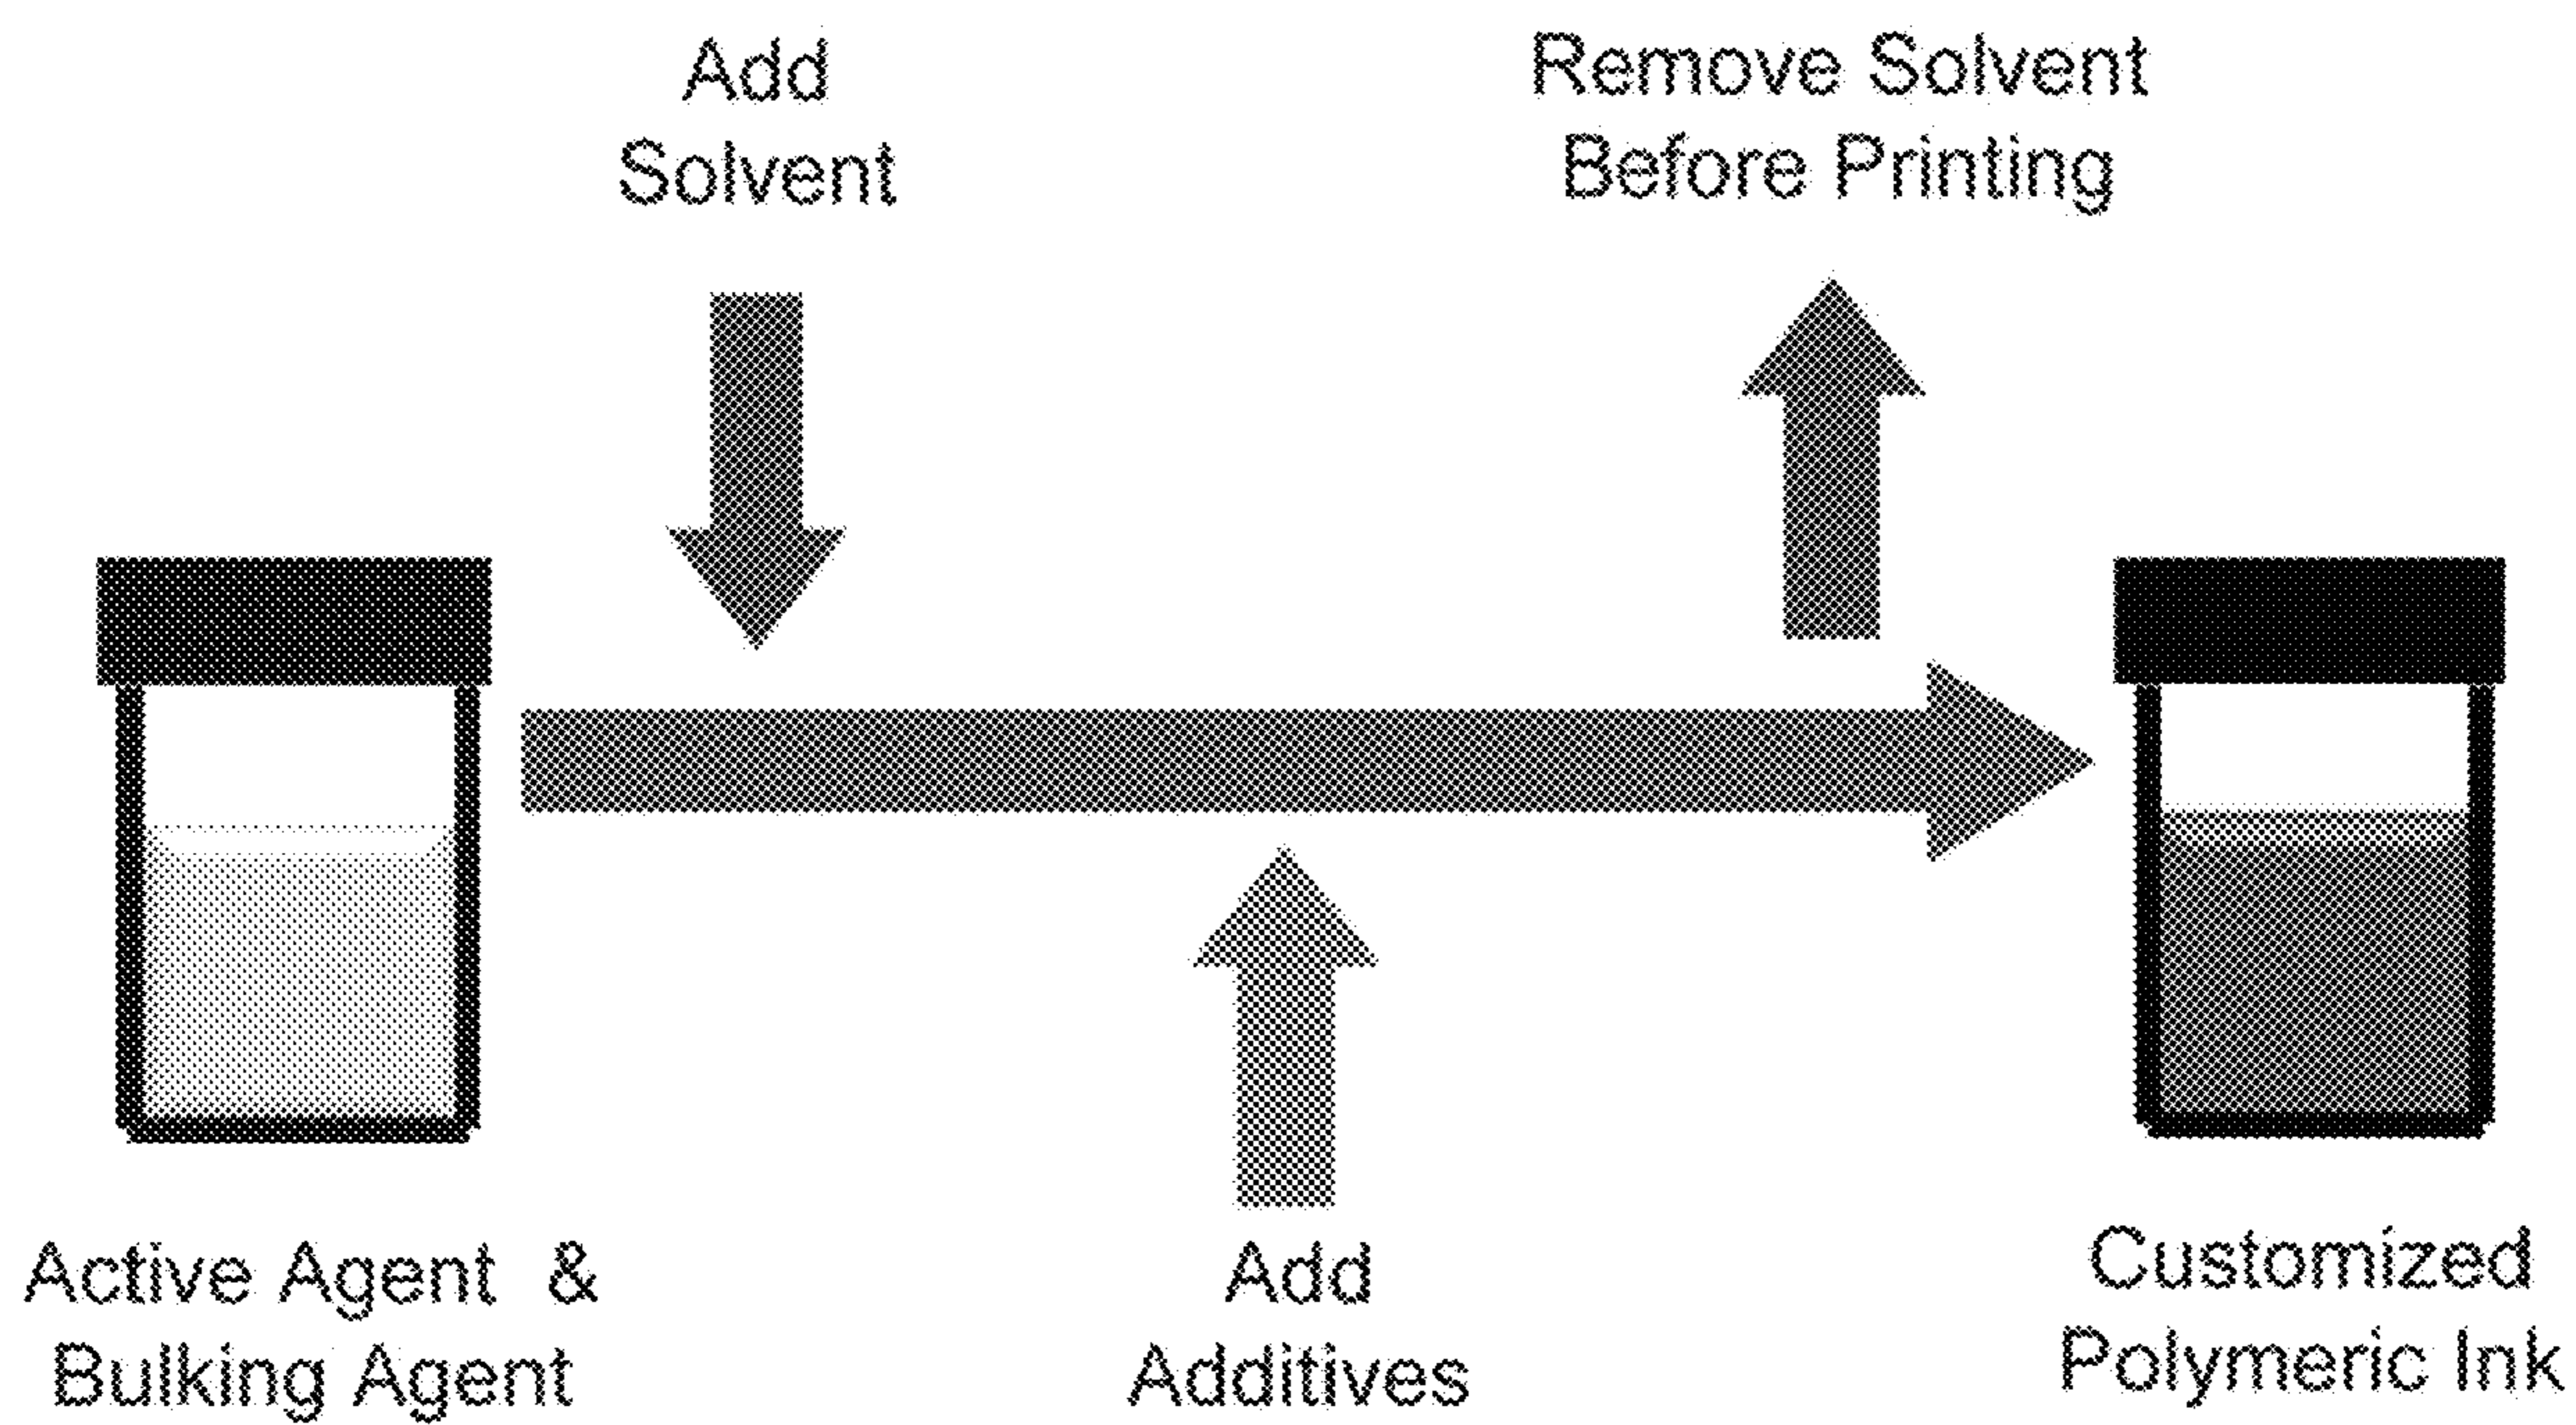 Add
Solvent
Remove Solvent
Before Printing
Active Agent &
Bulking Agent
Add
Additives
Customized
Polymeric Ink